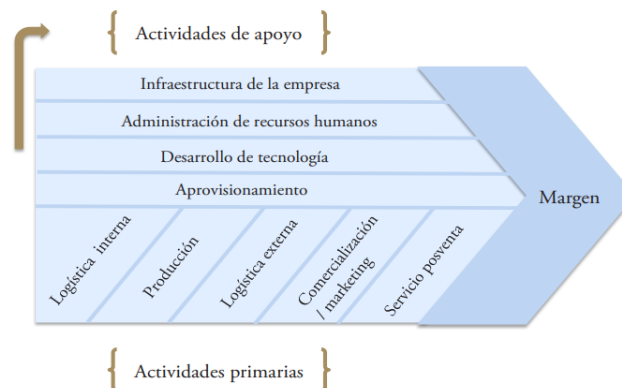 Actividades de apoyo
Infraestructura de la empresa
Administración de recursos humanos
Desarrollo de tecnología
Aprovisionamiento
Margen
Logística interna
Producción
Logística externa
Comercialización
/ marketing
Servicio posventa
Actividades primarias